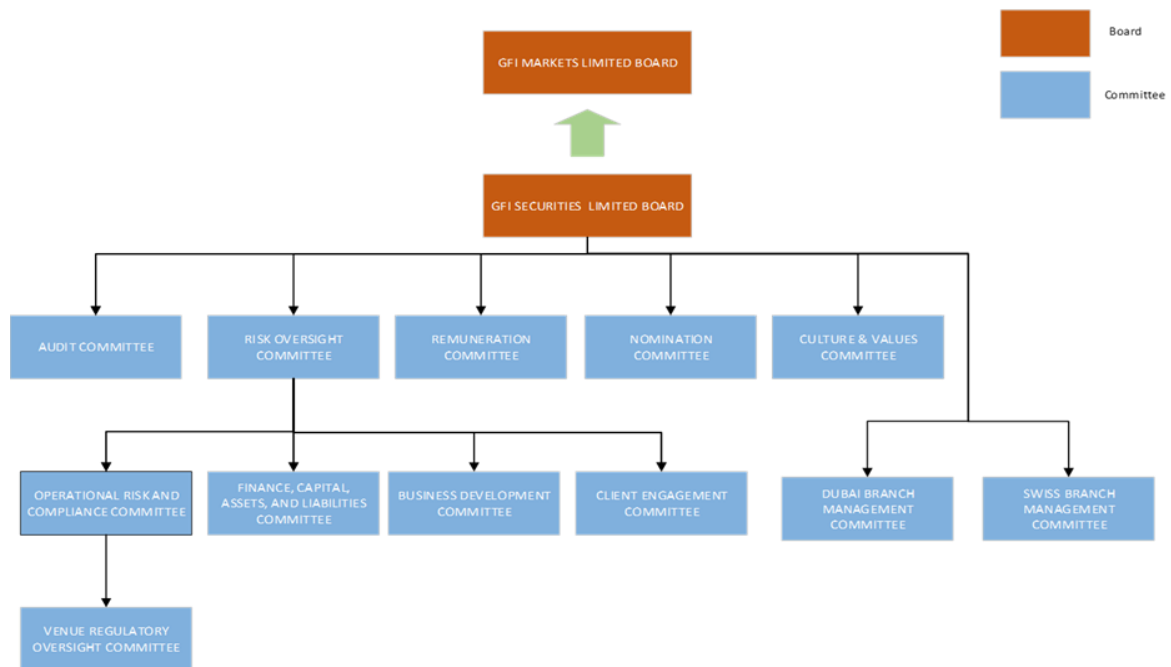 GFI MARKETS LIMITED BOARD
Board
Committee
GFI SECURITIES LIMITED BOARD
AUDIT COMMITTEE
RISK OVERSIGHT
COMMITTEE
REMUNERATION
COMMITTEE
NOMINATION
COMMITTEE
CULTURE & VALUES
COMMITTEE
OPERATIONAL RISK AND
COMPLIANCE COMMITTEE
FINANCE, CAPITAL,
ASSETS, AND LIABILITIES
COMMITTEE
BUSINESS DEVELOPMENT
COMMITTEE
CLIENT ENGAGEMENT
COMMITTEE
DUBAI BRANCH
MANAGEMENT
COMMITTEE
SWISS BRANCH
MANAGEMENT
COMMITTEE
VENUE REGULATORY
OVERSIGHT COMMITTEE